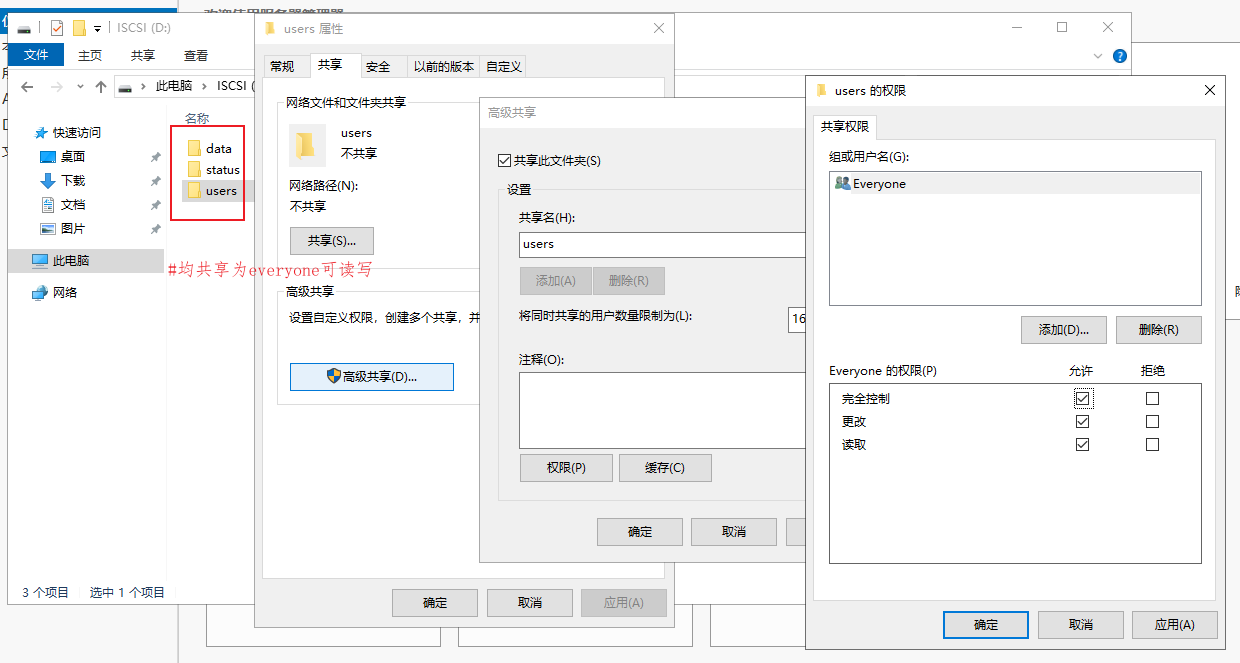 欢迎使用服务器管理器
ISCSI (D:)
文件
主页
共享
查看
此电脑
ISCSI (
名称
快速访问
桌面
下载
文档
图片
此电脑
网络
data
status
users
#均共享为everyone可读写
3 个项目
选中 1 个项目
users 属性
常规
共享
安全
以前的版本
自定义
网络文件和文件夹共享
users
不共享
网络路径(N):
不共享
共享(S)...
高级共享
设置自定义权限，创建多个共享，并
高级共享(D)...
确定
取消
应用(A)
高级共享
共享此文件夹(S)
设置
共享名(H):
users
添加(A)
删除(R)
将同时共享的用户数量限制为(L):
16
注释(O):
权限(P)
缓存(C)
确定
取消
users 的权限
共享权限
组或用户名(G):
Everyone
添加(D)...
删除(R)
Everyone 的权限(P)
允许
拒绝
完全控制
更改
读取
确定
取消
应用(A)